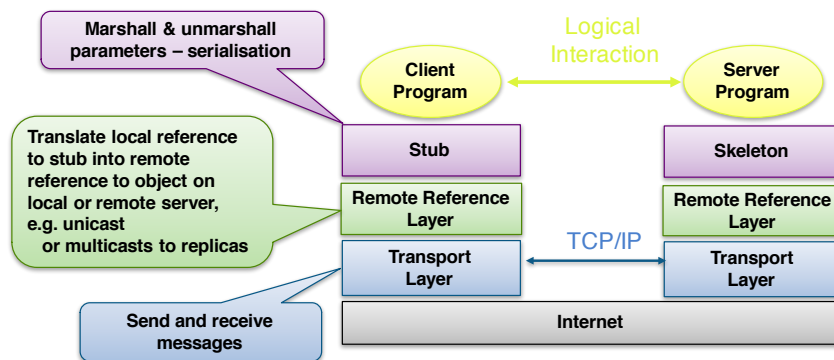 Marshall & unmarshall
parameters – serialisation
Logical
Interaction
Client
Program
Server
Program
Translate local reference
to stub into remote
reference to object on
local or remote server,
e.g. unicast
or multicasts to replicas
Stub
Skeleton
Remote Reference
Layer
Remote Reference
Layer
TCP/IP
Transport
Layer
Transport
Layer
Send and receive
messages
Internet